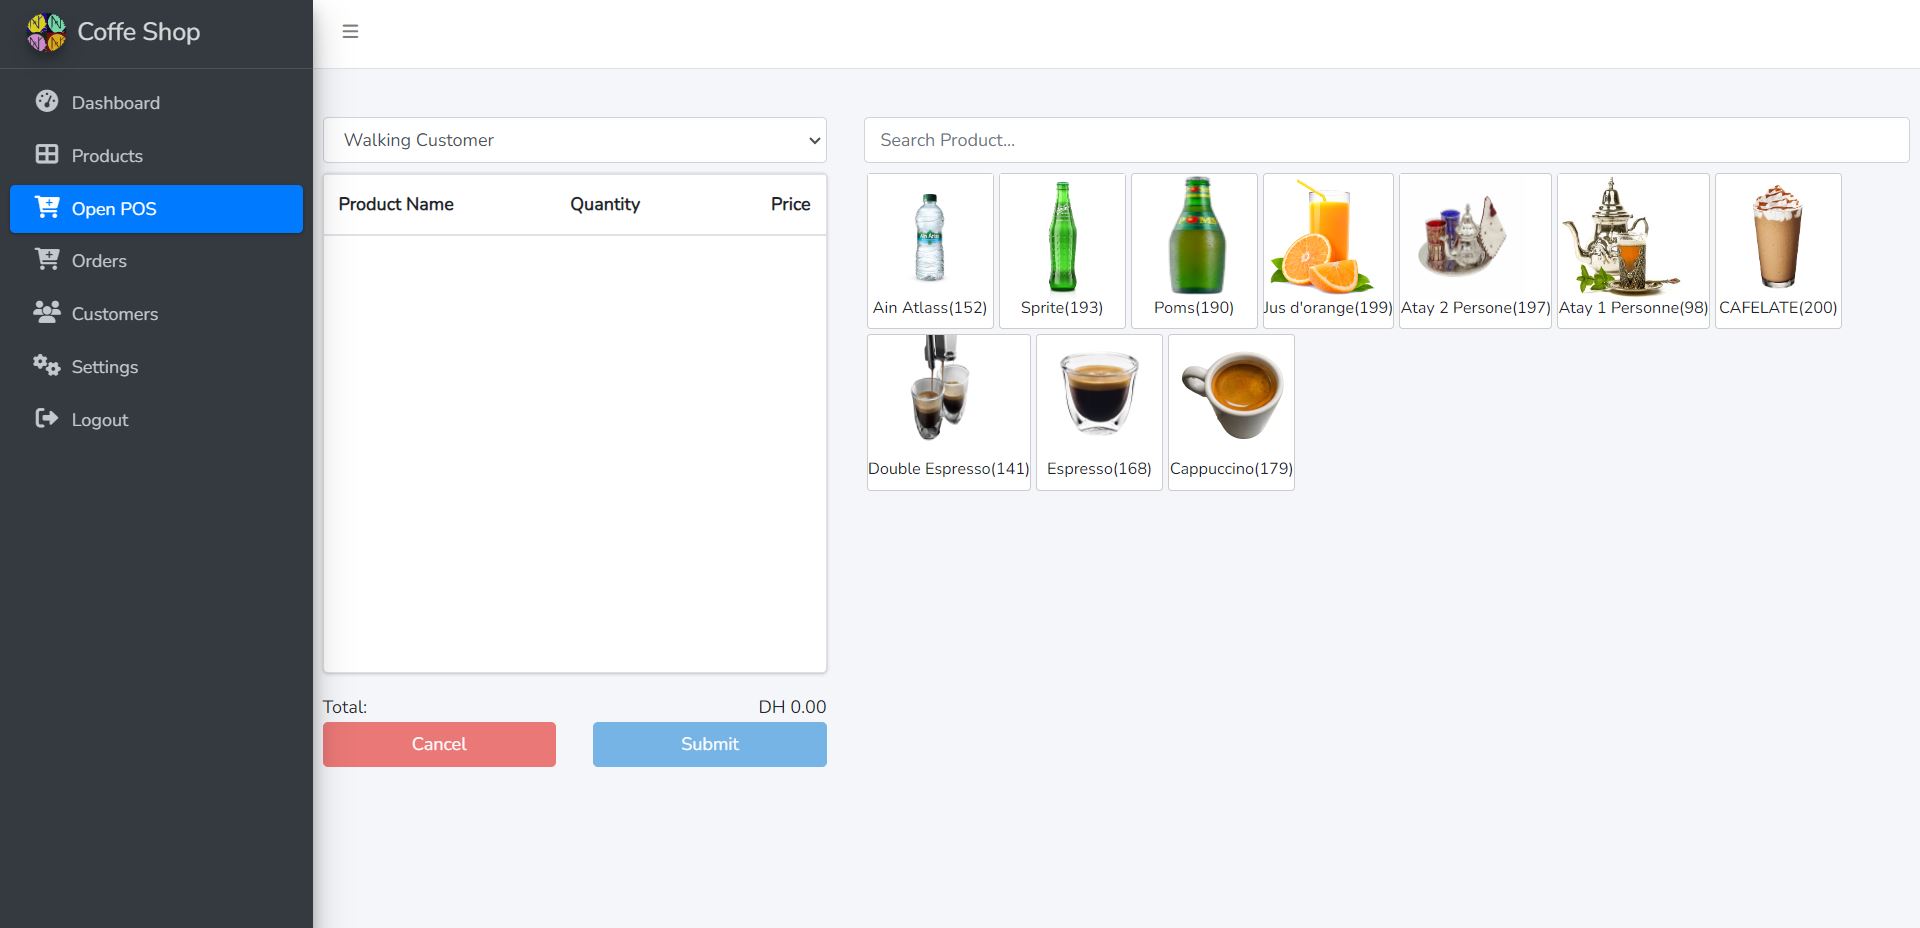 Coffe Shop
Dashboard
Products
Open POS
Orders
Customers
Settings
Logout
Walking Customer
Product Name Quantity Price
Total: DH 0.00
Cancel Submit
Search Product...
Ain Atlass(152) Sprite(193) Poms(190) Jus d'orange(199) Atay 2 Persone(197) Atay 1 Personne(98) CAFELATE(200)
Double Espresso(141) Espresso(168) Cappuccino(179)